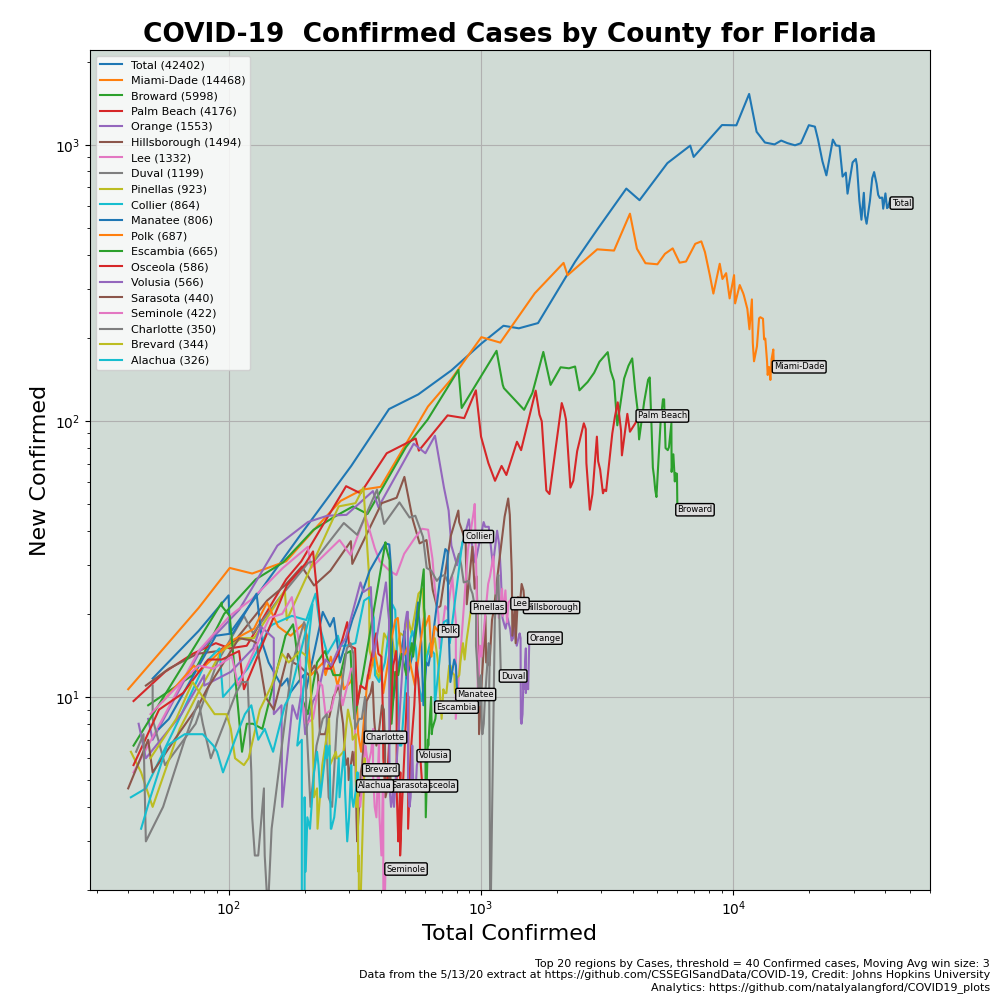 COVID-19  Confirmed Cases by County for Florida
Total (42402)
Miami-Dade (14468)
Broward (5998)
Palm Beach (4176)
Orange (1553)
Hillsborough (1494)
Lee (1332)
Duval (1199)
Pinellas (923)
Collier (864)
Manatee (806)
Polk (687)
Escambia (665)
Osceola (586)
Volusia (566)
Sarasota (440)
Seminole (422)
Charlotte (350)
Brevard (344)
Alachua (326)
10³
10²
10¹
New Confirmed
Total
Miami-Dade
Palm Beach
Broward
Collier
Pinellas
Lee
illsborough
Polk
Orange
Duval
Manatee
Escambia
Charlotte
Volusia
Brevard
Alachua
Sarasota
sceola
Seminole
10²
10³
10⁴
Total Confirmed
Top 20 regions by Cases, threshold = 40 Confirmed cases, Moving Avg win size: 3
Data from the 5/13/20 extract at https://github.com/CSSEGISandData/COVID-19, Credit: Johns Hopkins University
Analytics: https://github.com/natalyalangford/COVID19_plots